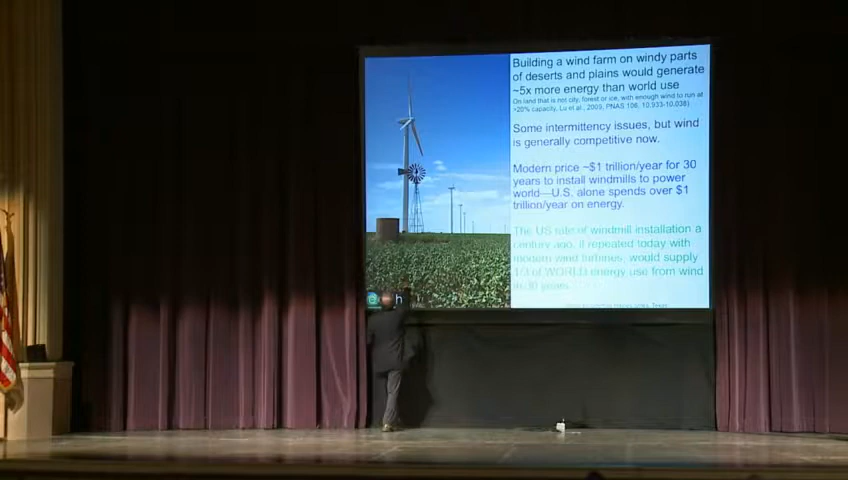 Building a wind farm on windy parts
of deserts and plains would generate
~5x more energy than world use
On land that is not city, forest or ice, with enough wind to run at
>20% capacity, Lu et al., 2009, PNAS 106, 10,933-10,038)
Some intermittency issues, but wind
is generally competitive now.
Modern price ~$1 trillion/year for 30
years to install windmills to power
world—U.S. alone spends over $1
trillion/year on energy.
The US rate of windmill installation a
century ago, if repeated today with
modern wind turbines, would supply
1/3 of WORLD energy use from wind
in 30 years.
Texas